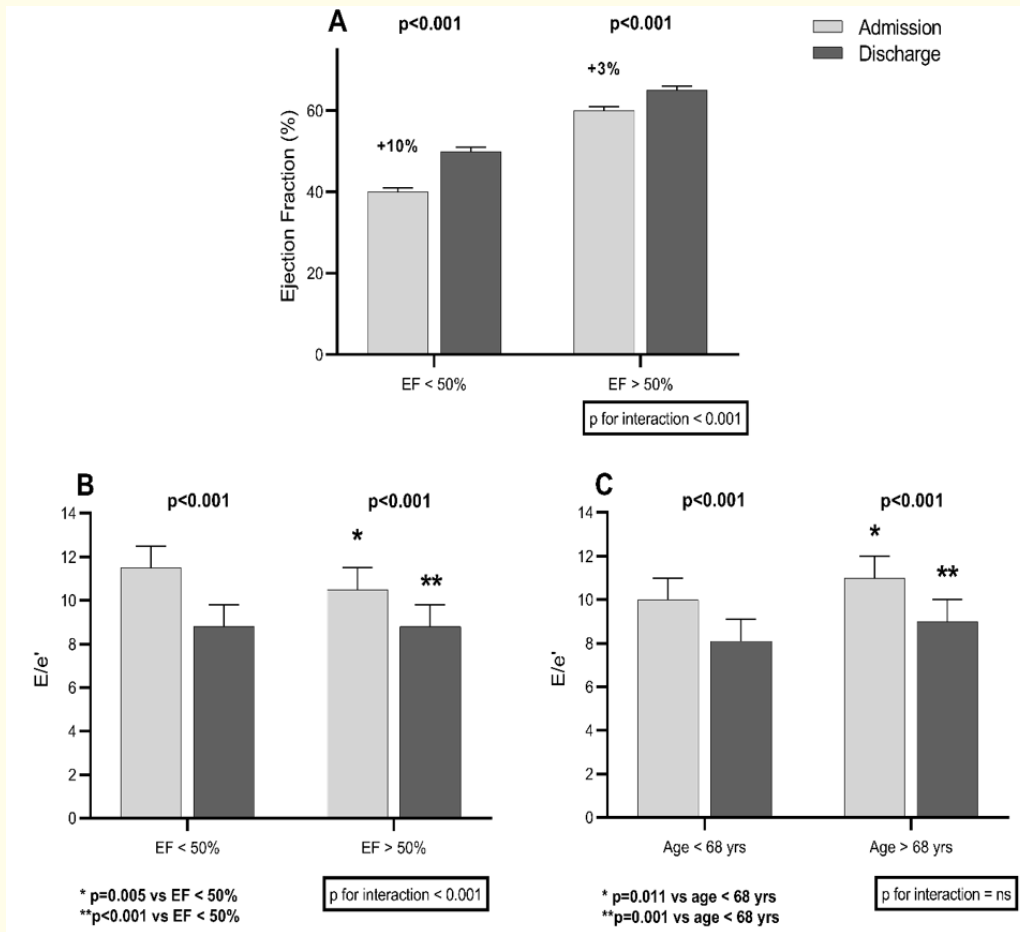 A
p<0.001
p<0.001
Admission
Discharge
+10%
+3%
Ejection Fraction (%)
60
40
20
0
EF < 50%
EF > 50%
p for interaction < 0.001
B
p<0.001
p<0.001
14
12
10
8
6
4
2
0
E/e'
*
**
EF < 50%
EF > 50%
* p=0.005 vs EF < 50%
**p<0.001 vs EF < 50%
p for interaction < 0.001
C
p<0.001
p<0.001
14
12
10
8
6
4
2
0
E/e'
*
**
Age < 68 yrs
Age > 68 yrs
* p=0.011 vs age < 68 yrs
**p=0.001 vs age < 68 yrs
p for interaction = ns